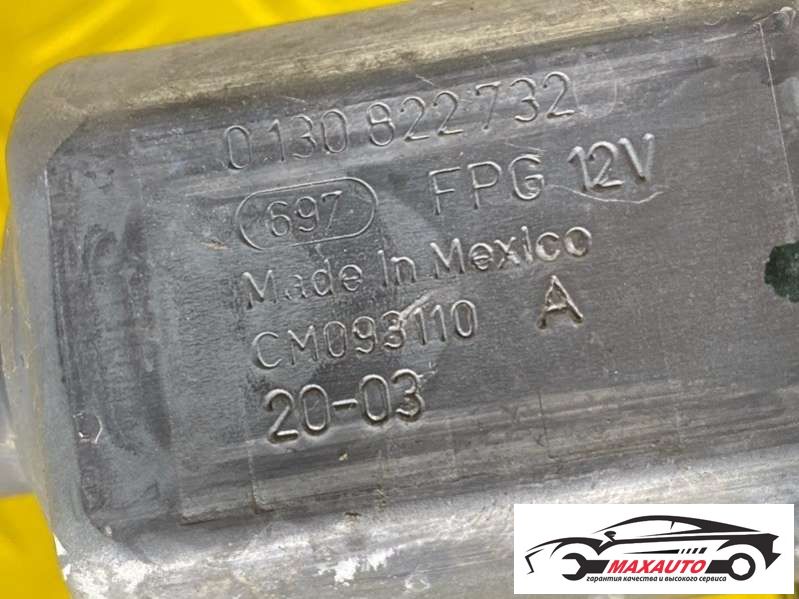 0 130 822 732
697 FPG 12V
Made in Mexico
CM093110 A
20-03
MAXAUTO
гарантия качества и высокого сервиса